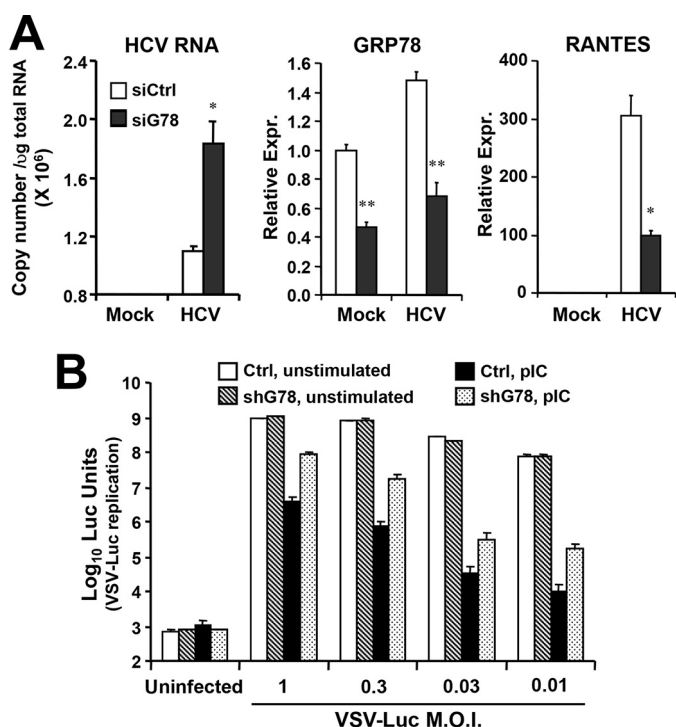 A
HCV RNA
GRP78
RANTES
Copy number /υg total RNA
(X 10⁶)
2.4
2.0
1.6
1.2
0.8
siCtrl
siG78
*
Mock HCV
Relative Expr.
1.6
1.4
1.2
1.0
0.8
0.6
0.4
0.2
0.0
**
**
Mock HCV
Relative Expr.
400
300
200
100
0
*
Mock HCV
B
Ctrl, unstimulated
Ctrl, pIC
shG78, unstimulated
shG78, pIC
Log₁₀ Luc Units
(VSV-Luc replication)
10
9
8
7
6
5
4
3
2
Uninfected 1 0.3 0.03 0.01
VSV-Luc M.O.I.